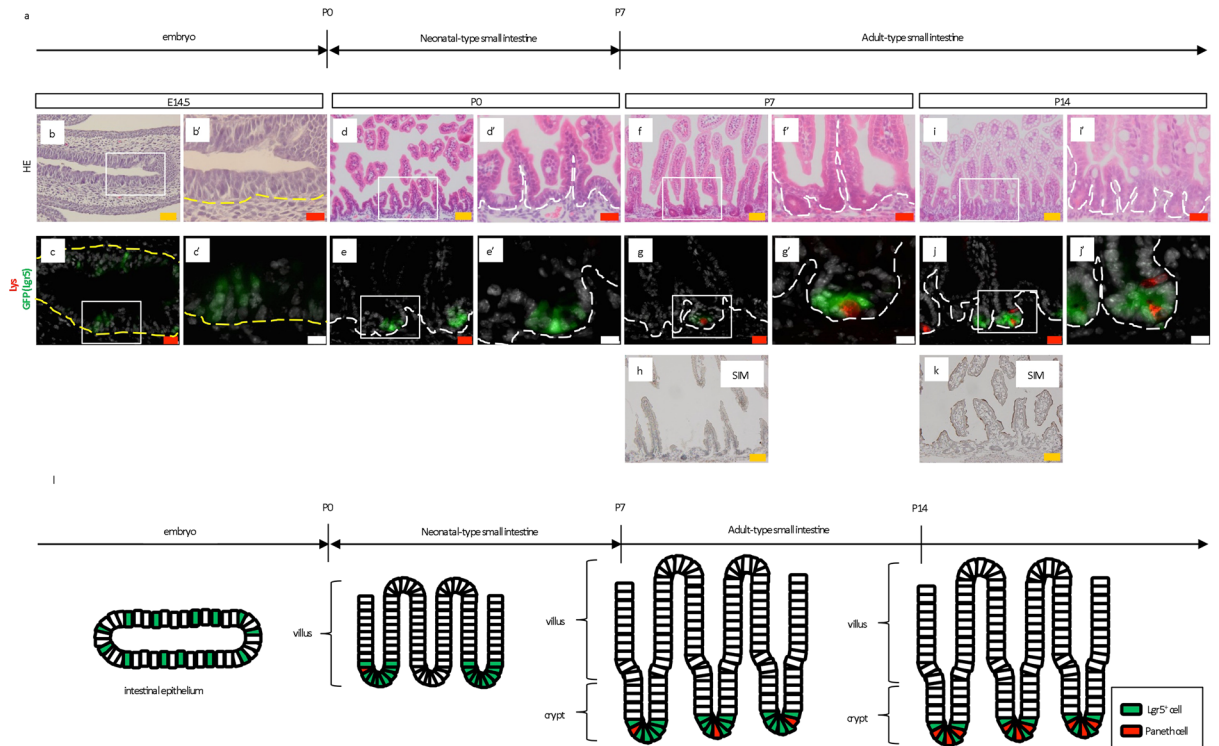 a
P0 P7
embryo Neonatal-type small intestine Adult-type small intestine
E14.5 P0 P7 P14
HE
b b' d d' f f' i i'
Lys
GFP(Lgr5)
c c' e e' g g' j j'
h SIM k SIM
l
P0 P7 P14
embryo Neonatal-type small intestine Adult-type small intestine
villus villus villus
intestinal epithelium
crypt crypt
Lgr5+ cell
Paneth cell